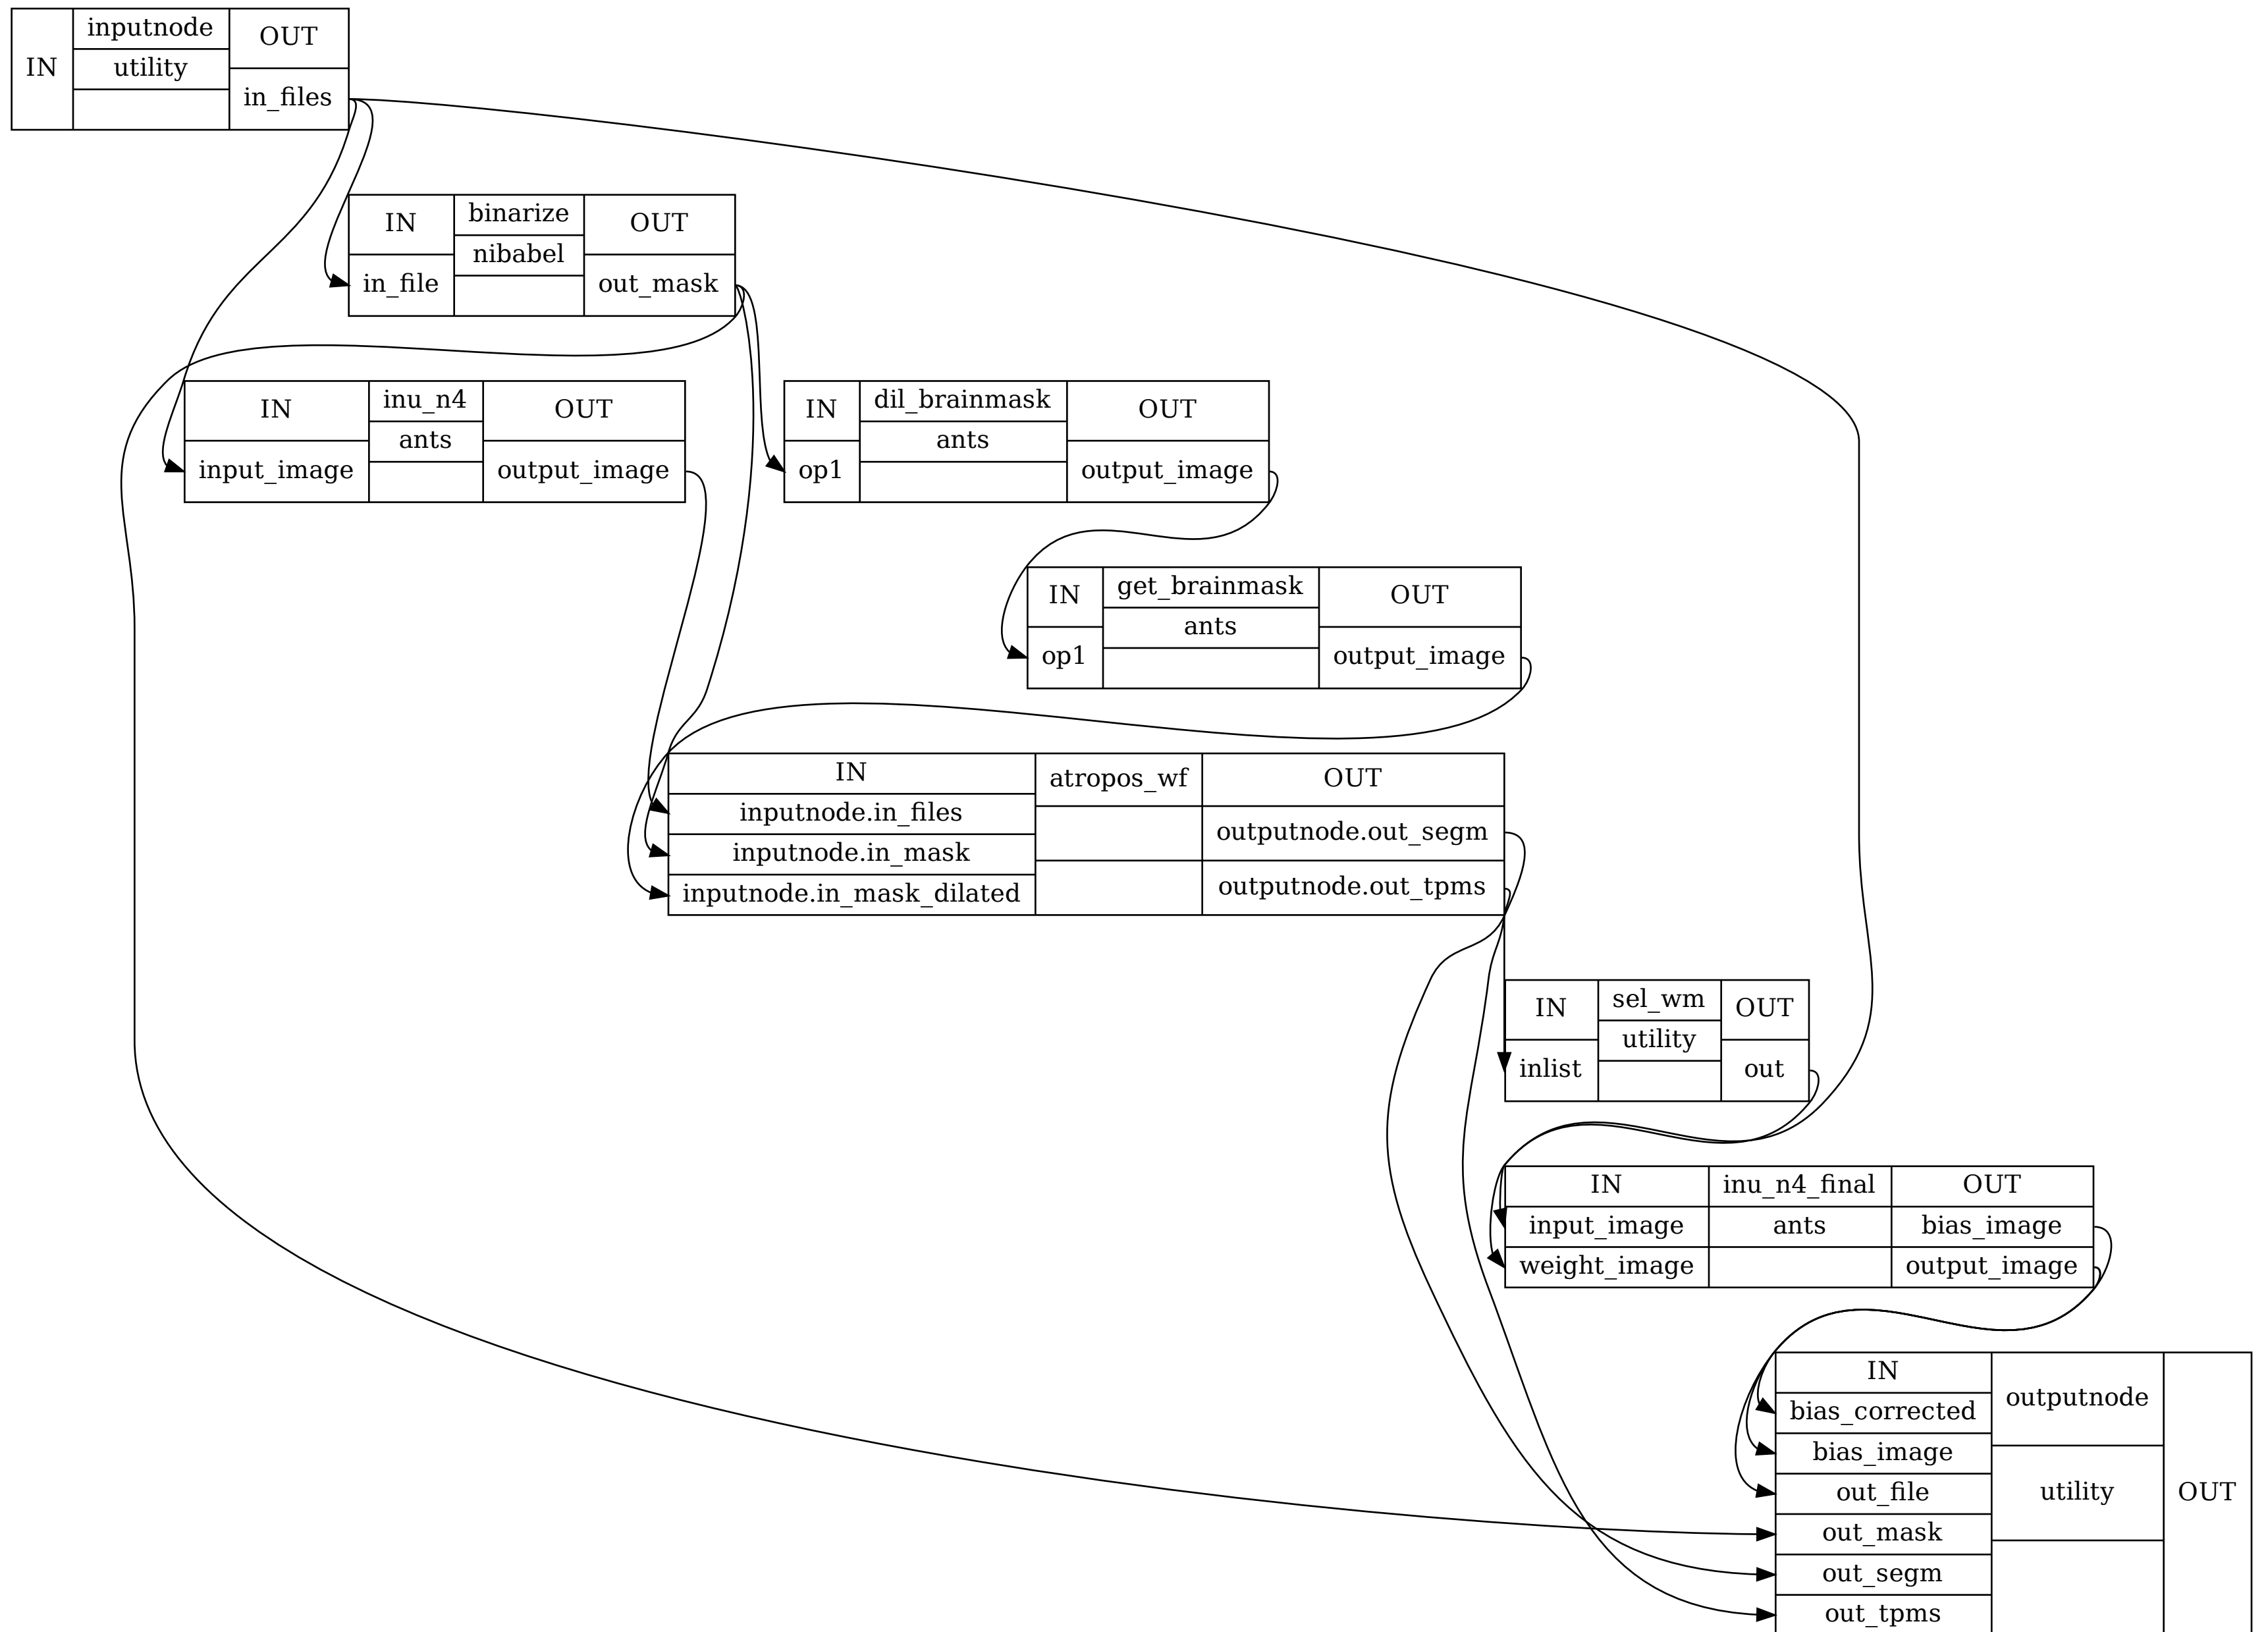 IN
inputnode
utility
OUT
in_files
IN
in_file
binarize
nibabel
OUT
out_mask
IN
input_image
inu_n4
ants
OUT
output_image
IN
op1
dil_brainmask
ants
OUT
output_image
IN
op1
get_brainmask
ants
OUT
output_image
IN
inputnode.in_files
inputnode.in_mask
inputnode.in_mask_dilated
atropos_wf
OUT
outputnode.out_segm
outputnode.out_tpms
IN
inlist
sel_wm
utility
OUT
out
IN
input_image
weight_image
inu_n4_final
ants
OUT
bias_image
output_image
IN
bias_corrected
bias_image
out_file
out_mask
out_segm
out_tpms
outputnode
utility
OUT